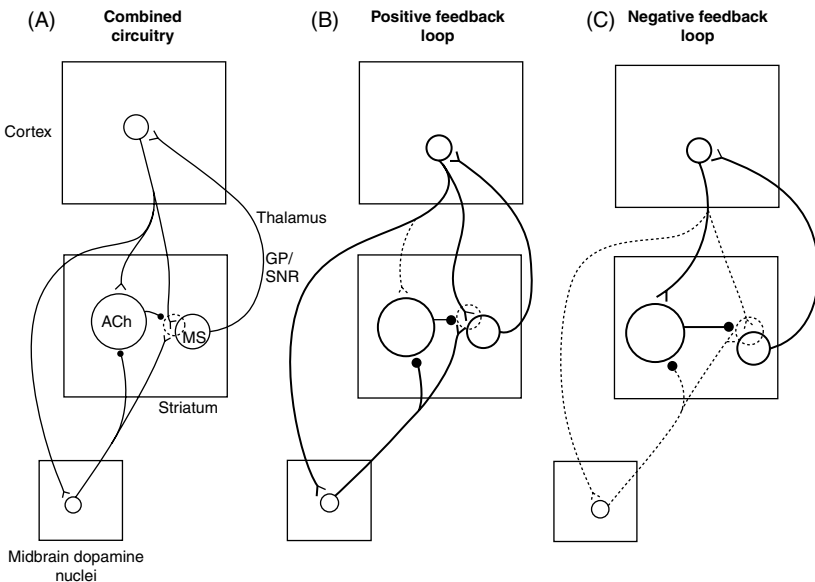 (A)
Combined
circuitry
(B)
Positive feedback
loop
(C)
Negative feedback
loop
Cortex
Thalamus
GP/
SNR
ACh
MS
Striatum
Midbrain dopamine
nuclei